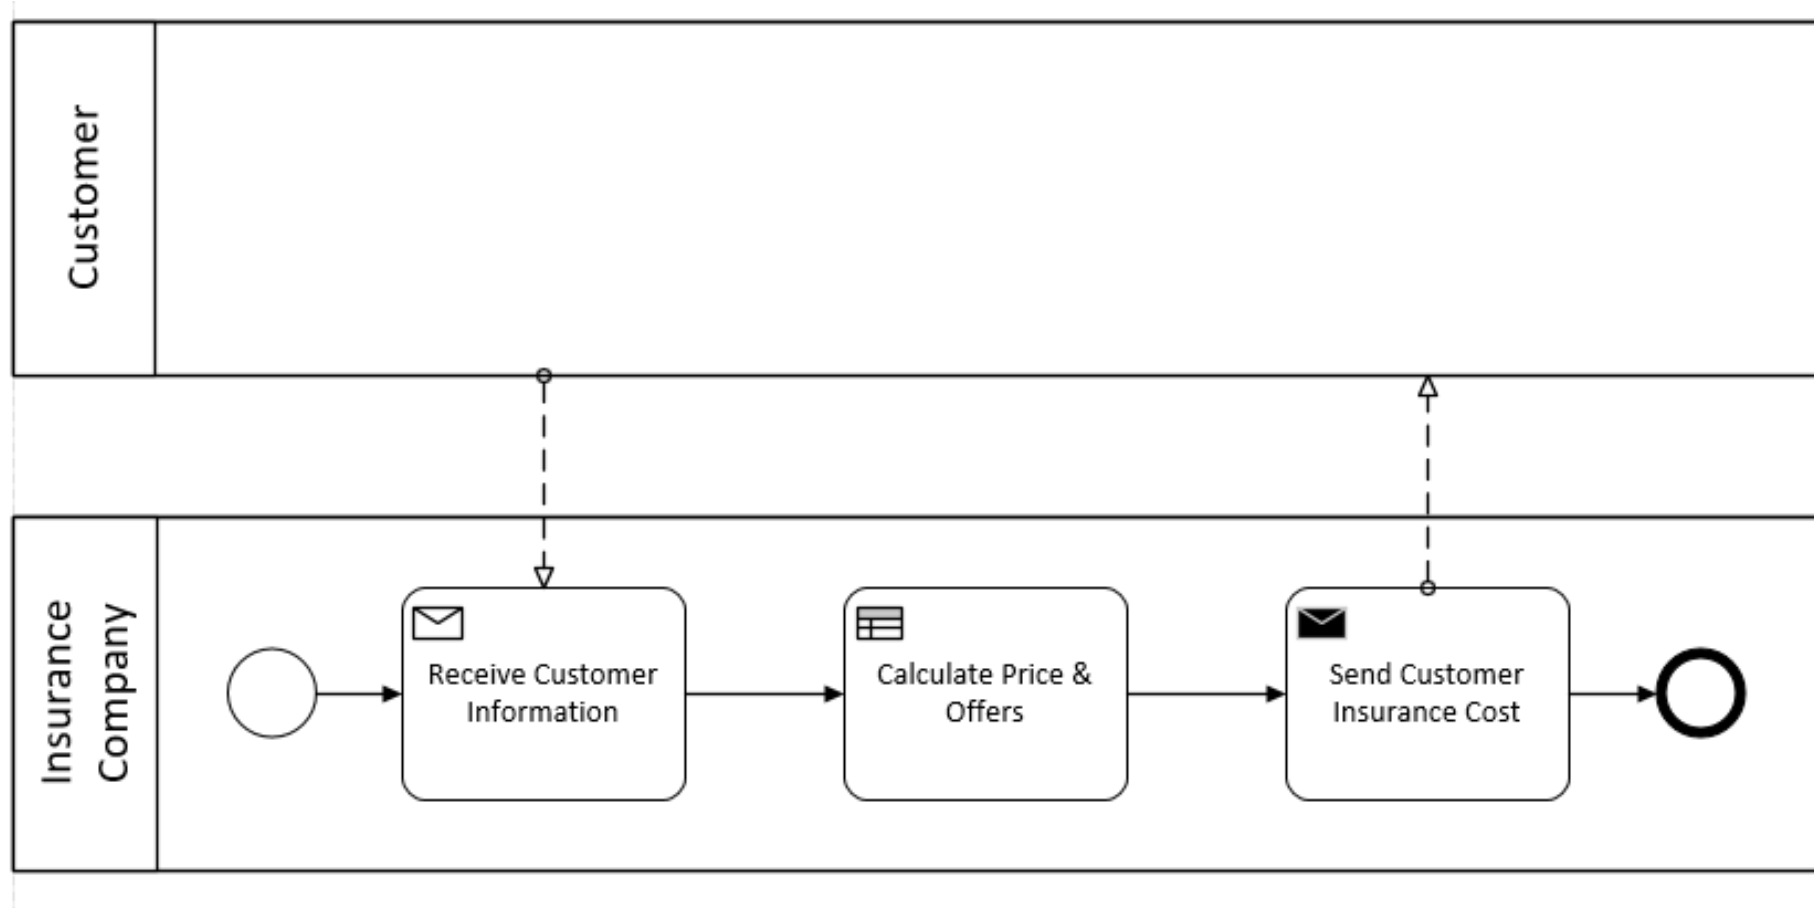 Customer
Insurance
Company
Receive Customer
Information
Calculate Price &
Offers
Send Customer
Insurance Cost